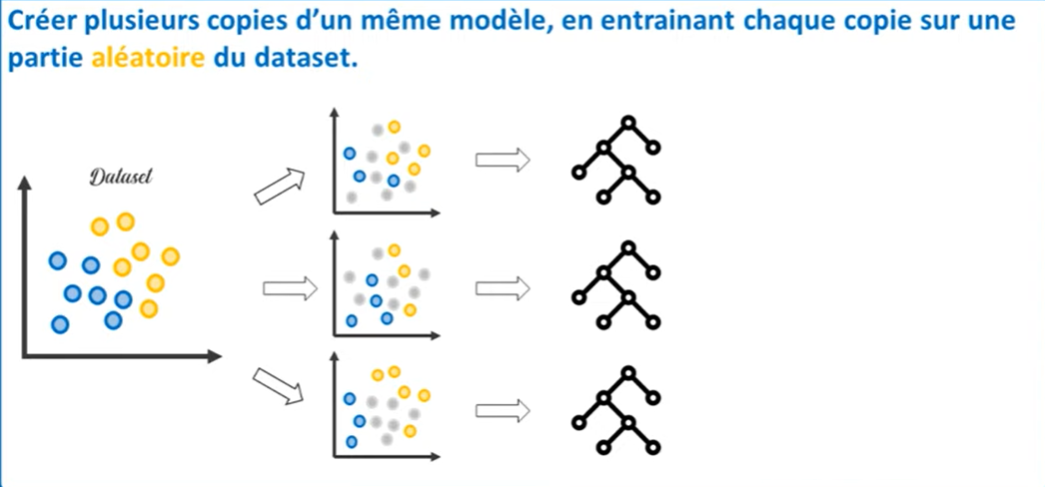 Créer plusieurs copies d'un même modèle, en entrainant chaque copie sur une
partie aléatoire du dataset.
Dataset